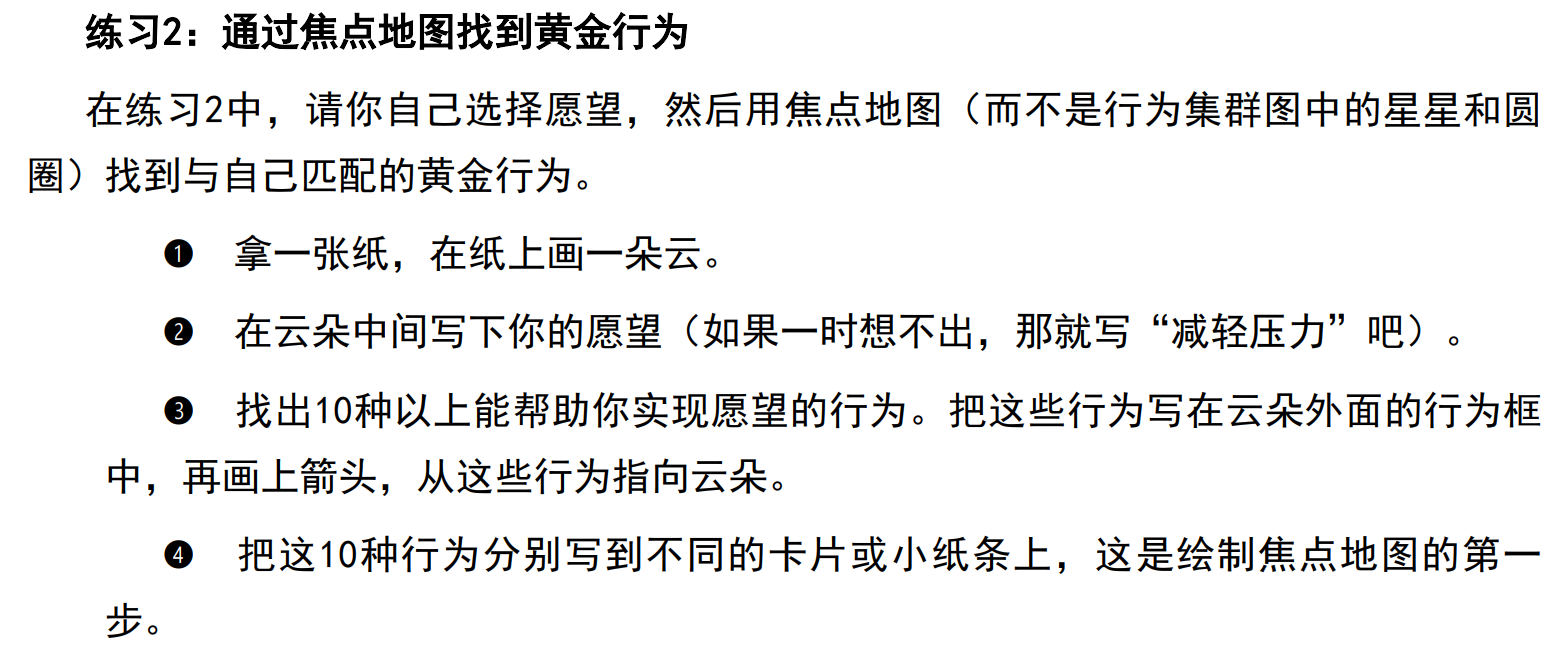 练习2：通过焦点地图找到黄金行为
在练习2中，请你自己选择愿望，然后用焦点地图（而不是行为集群图中的星星和圆
圈）找到与自己匹配的黄金行为。
❶ 拿一张纸，在纸上画一朵云。
❷ 在云朵中间写下你的愿望（如果一时想不出，那就写“减轻压力”吧）。
❸ 找出10种以上能帮助你实现愿望的行为。把这些行为写在云朵外面的行为框
中，再画上箭头，从这些行为指向云朵。
❹ 把这10种行为分别写到不同的卡片或小纸条上，这是绘制焦点地图的第一
步。